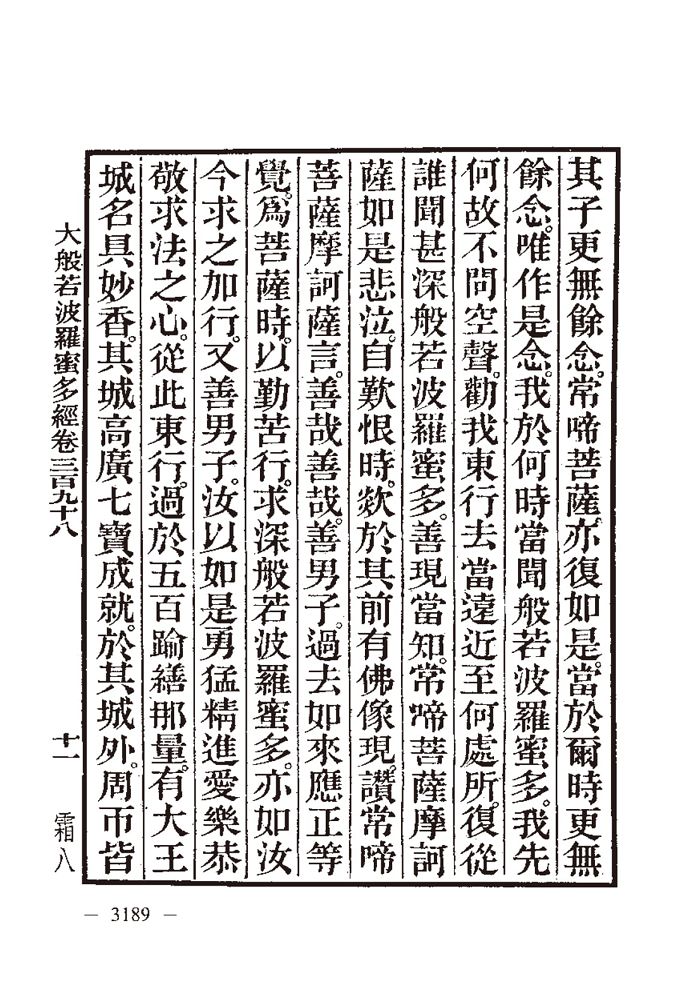 其子更無餘念。常啼菩薩。亦復如是。當於爾時更無
餘念。唯作是念。我於何時當聞般若波羅蜜多。我先
何故不問空聲。勸我東行去當遠近至何處所。復從
誰聞甚深般若波羅蜜多。善現當知。常啼菩薩摩訶
薩如是悲泣。自歎恨時。欻於其前有佛像現。讚常啼
菩薩摩訶薩言。善哉善哉。善男子。過去如來應正等
覺。爲菩薩時。以勤苦行。求深般若波羅蜜多。亦如汝
今求之加行。又善男子。汝以如是勇猛精進愛樂恭
敬求法之心。從此東行。過於五百踰繕那量。有大王
城名具妙香。其城高廣七寶成就。於其城外。周帀皆
大般若波羅蜜多經卷三百九十八
十一
霜八
— 3189 —